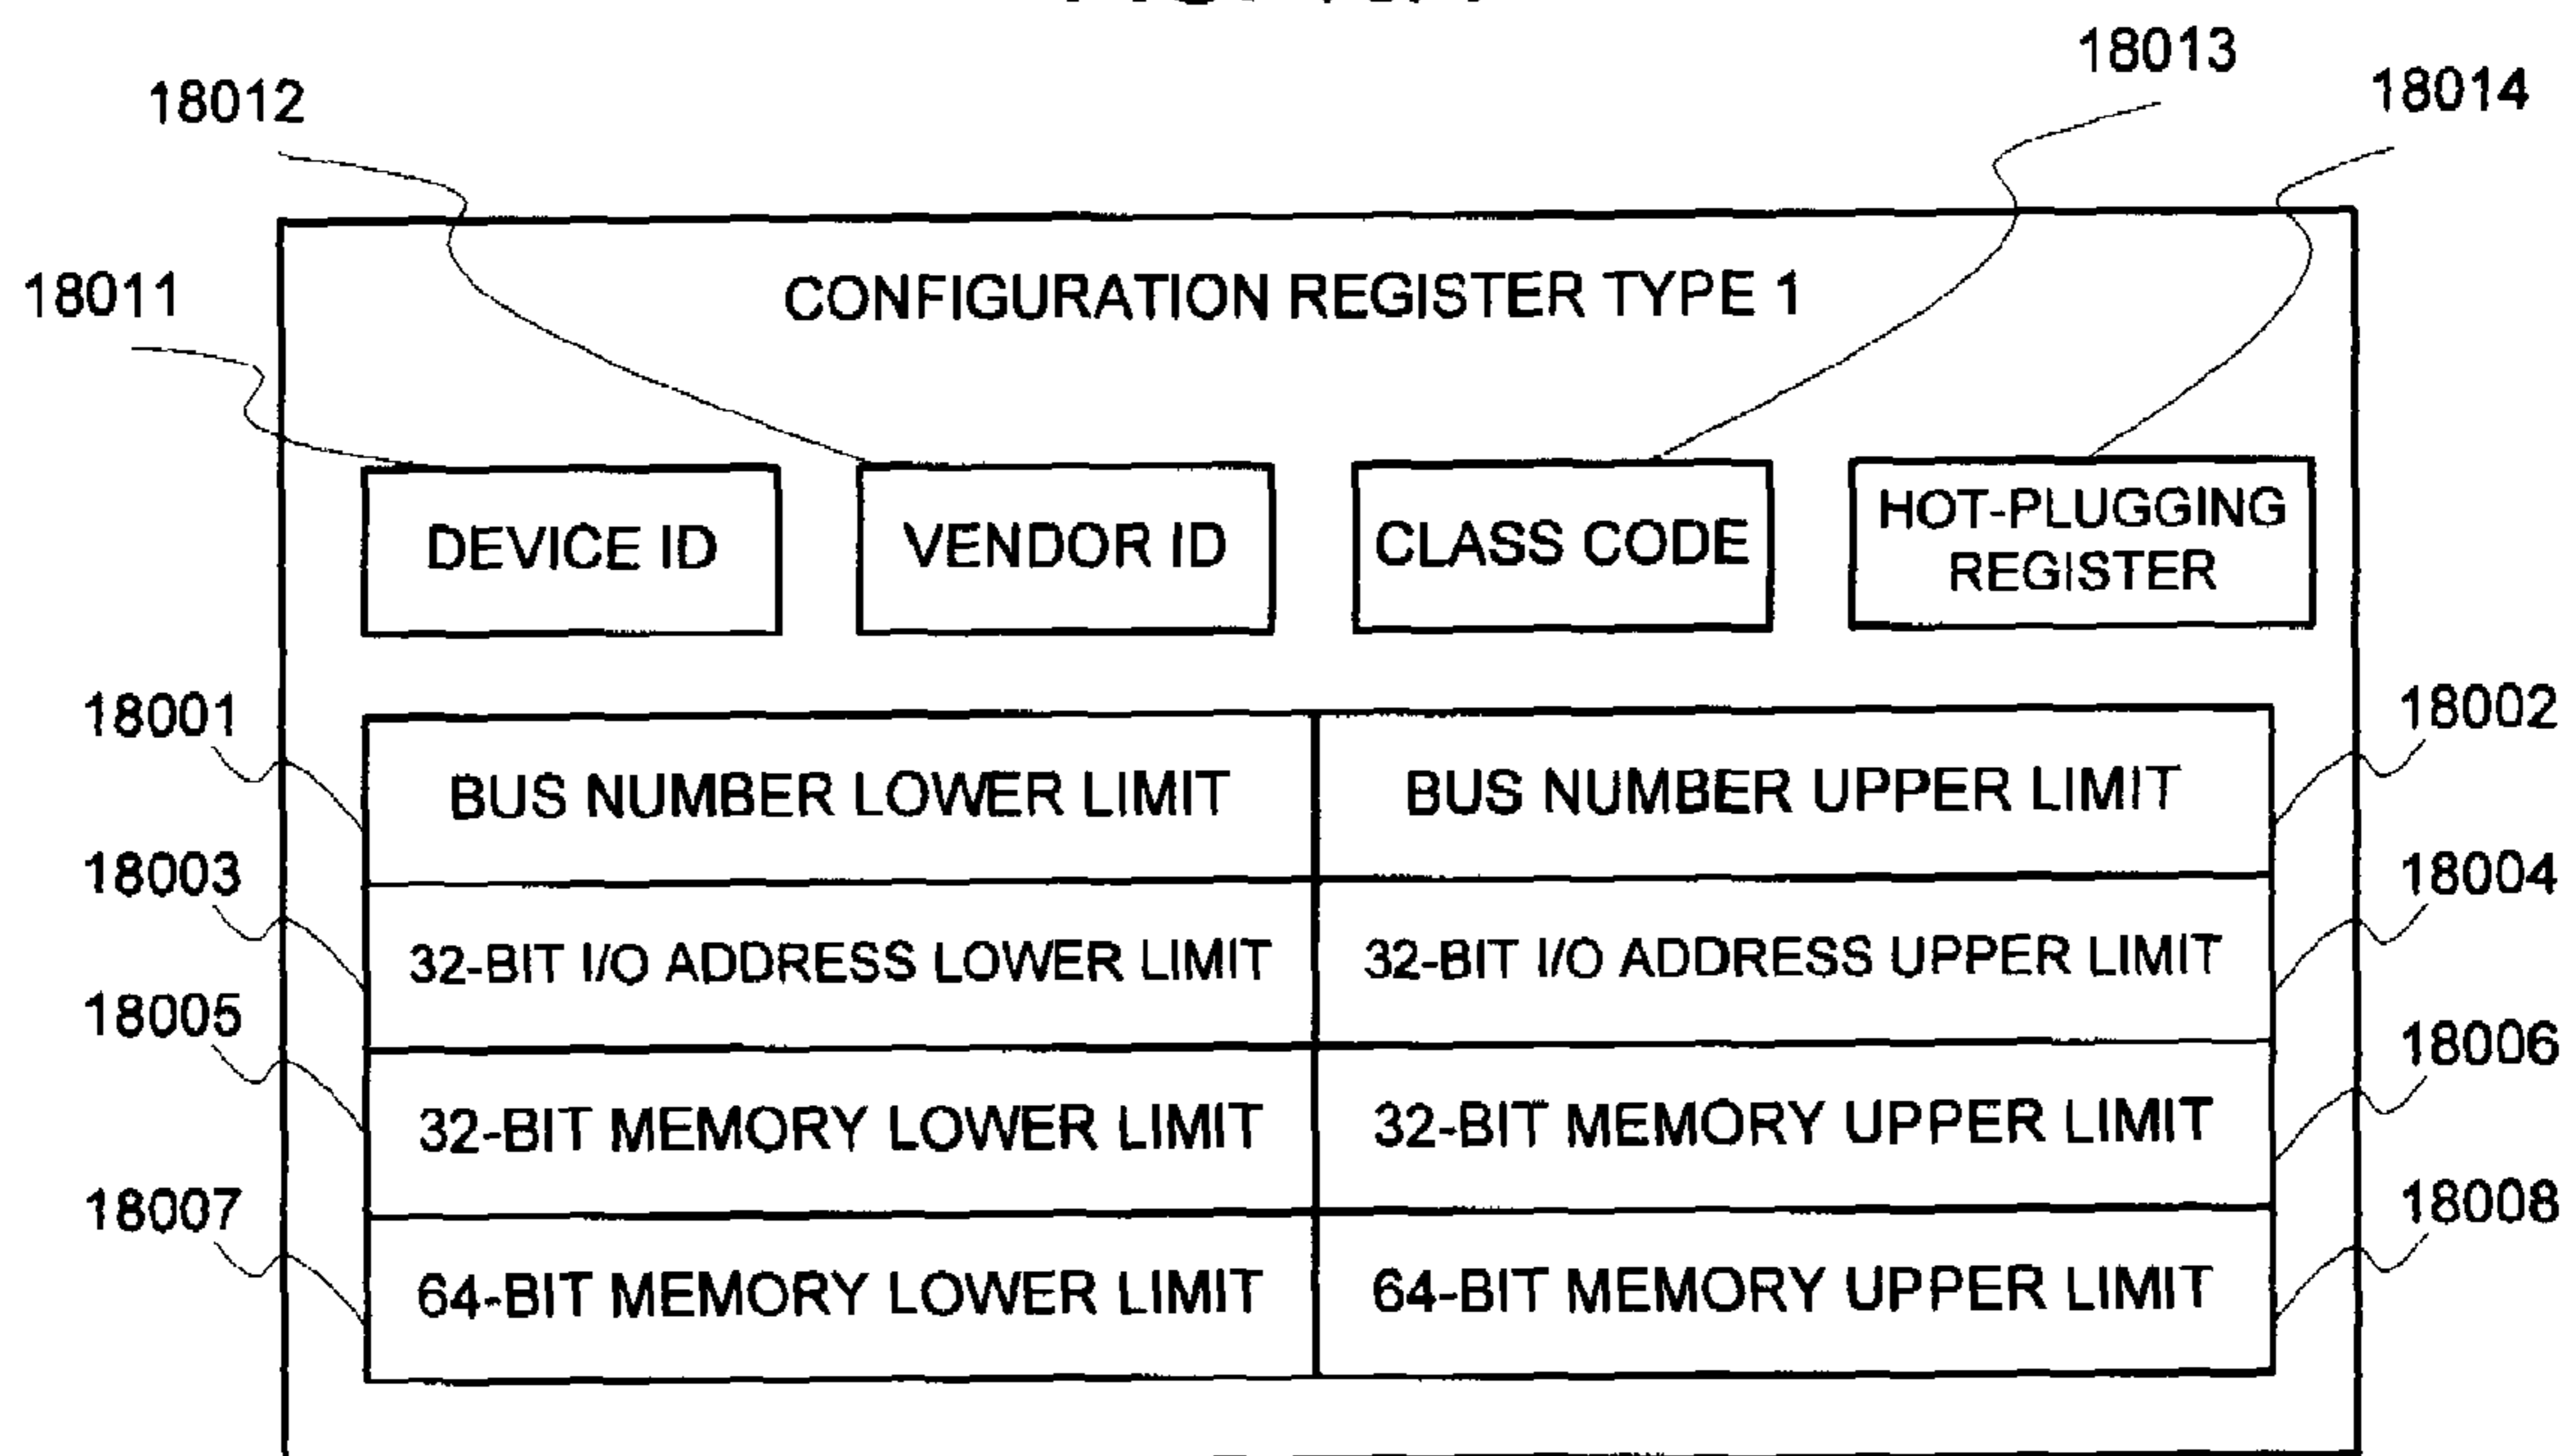 18013
18012
18014
CONFIGURATION REGISTER TYPE 1
18011
DEVICE ID
VENDOR ID
CLASS CODE
HOT-PLUGGING
REGISTER
18001
BUS NUMBER LOWER LIMIT
BUS NUMBER UPPER LIMIT
18002
18003
32-BIT I/O ADDRESS LOWER LIMIT
32-BIT I/O ADDRESS UPPER LIMIT
18004
18005
32-BIT MEMORY LOWER LIMIT
32-BIT MEMORY UPPER LIMIT
18006
18007
64-BIT MEMORY LOWER LIMIT
64-BIT MEMORY UPPER LIMIT
18008